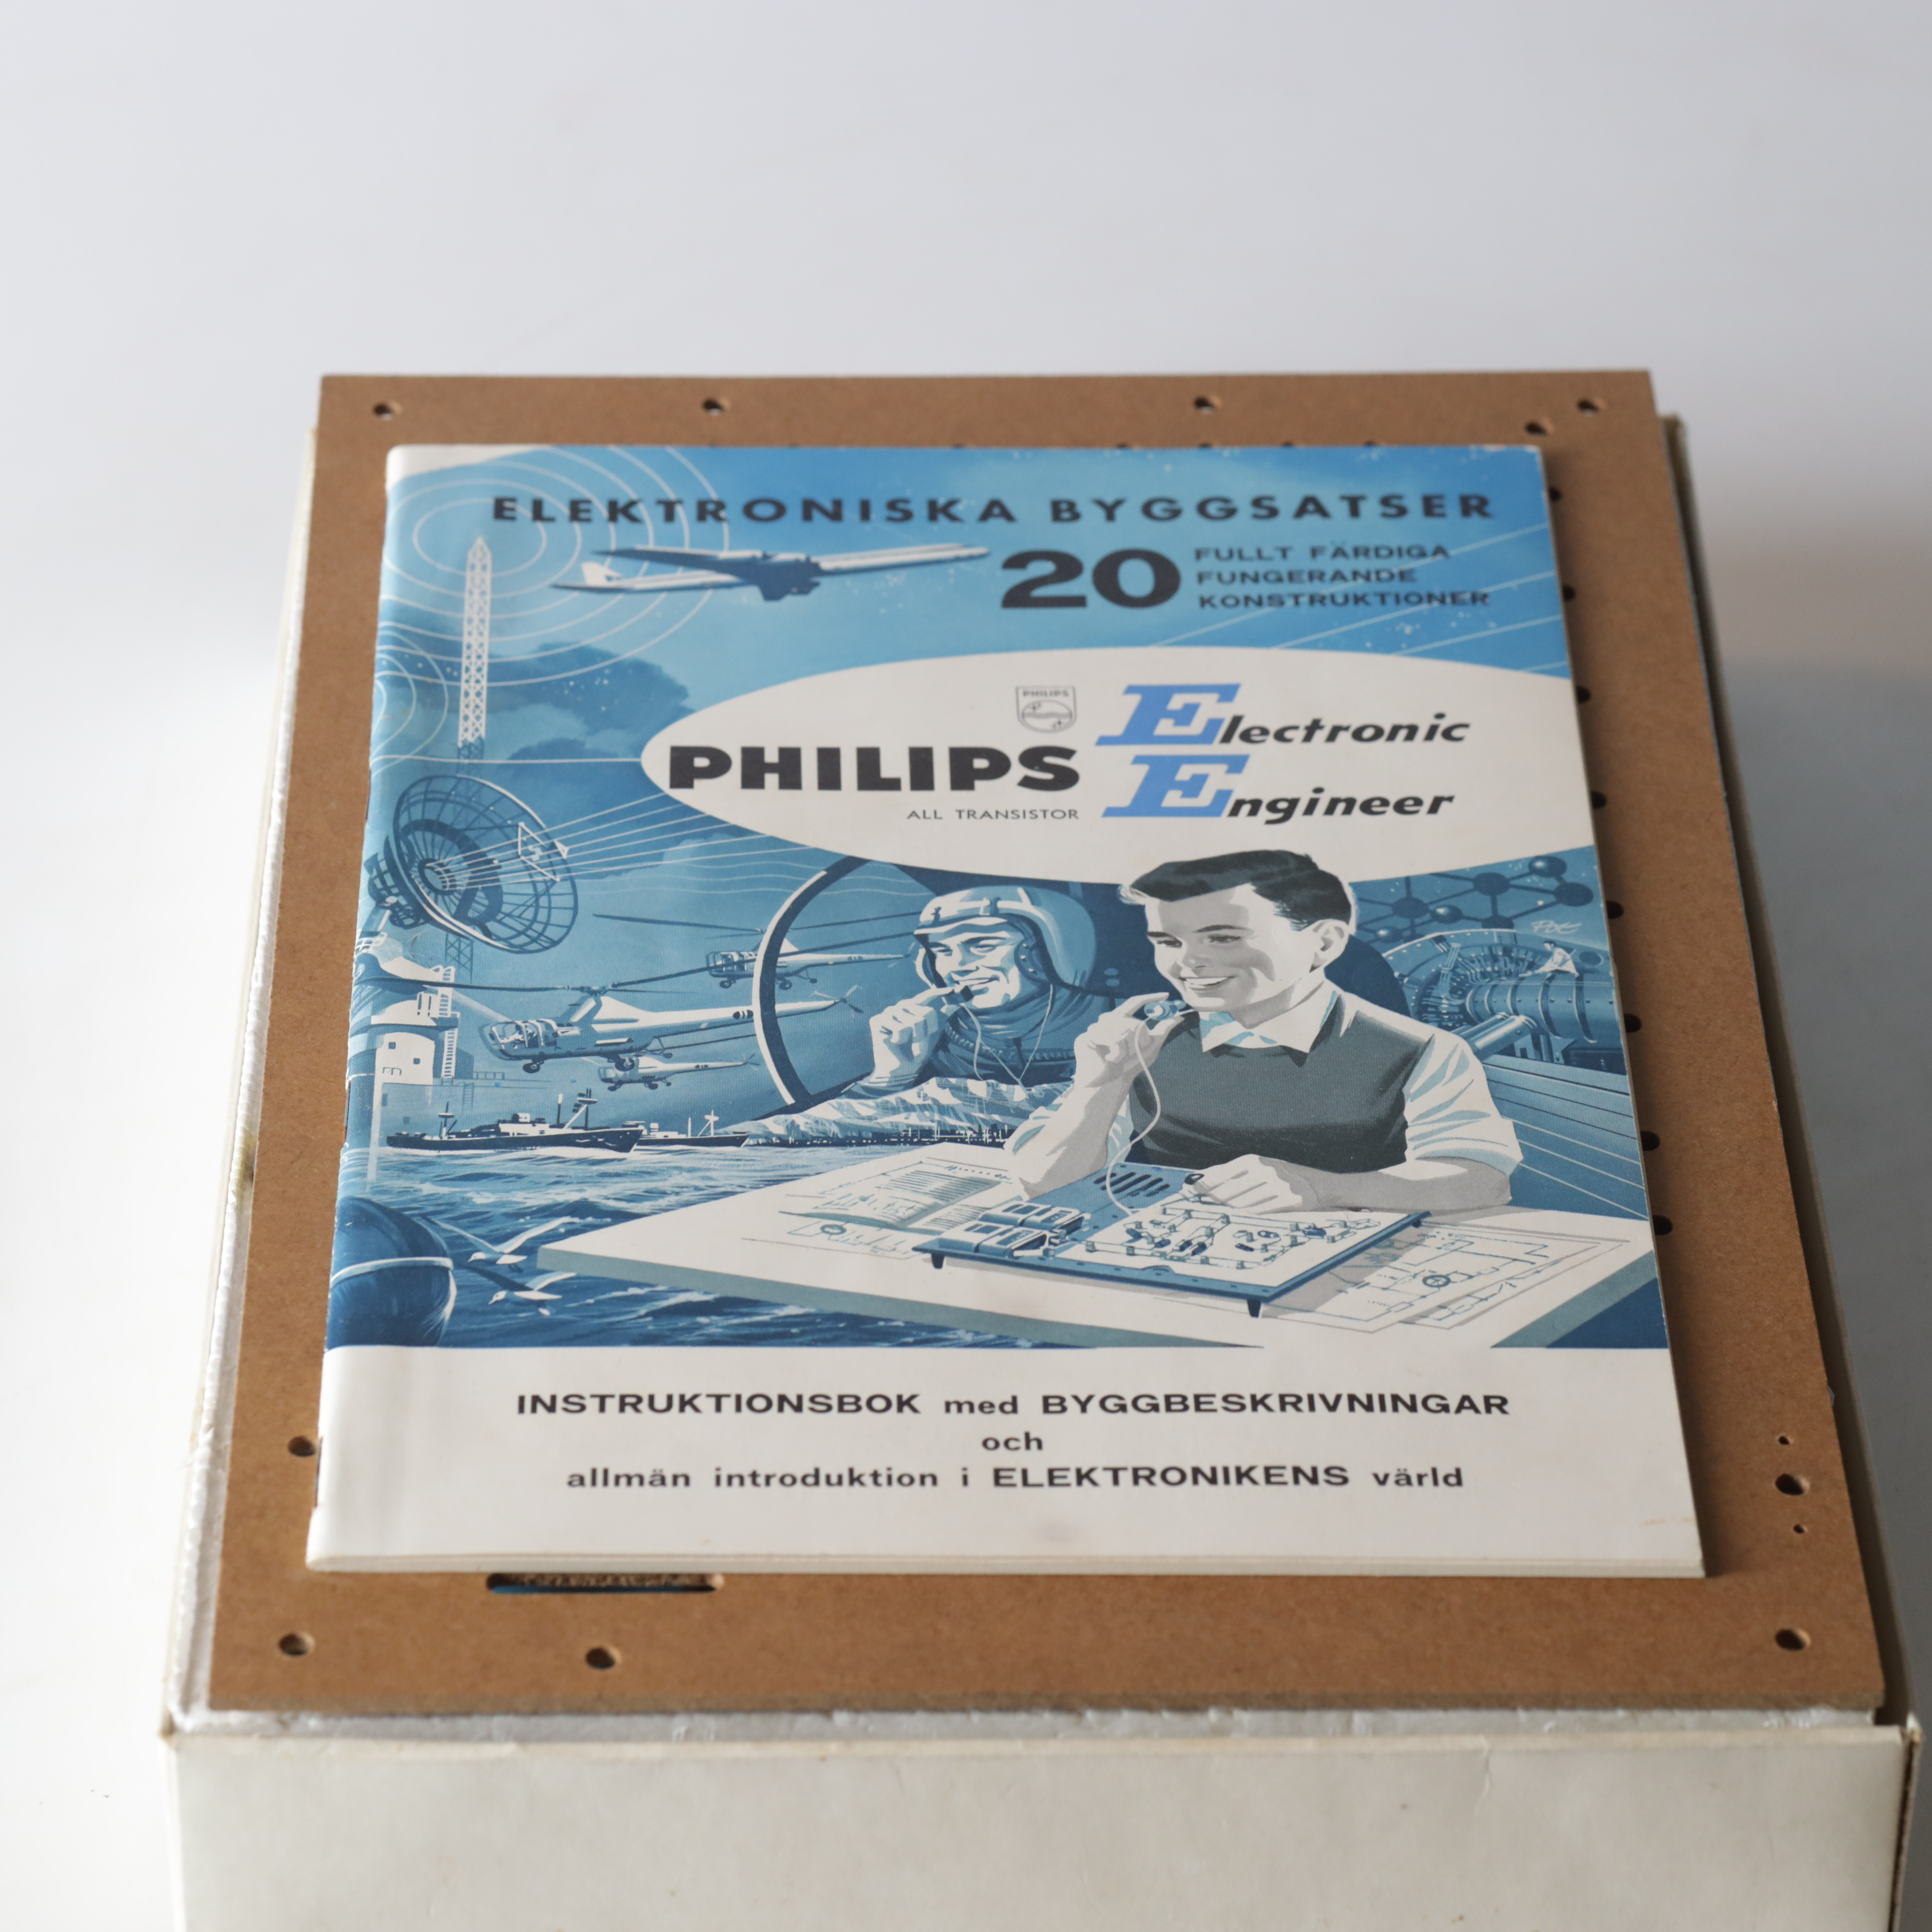 ELEKTRONISKA BYGGSATSER
20 FULLT FÄRDIGA
FUNGERANDE
KONSTRUKTIONER
PHILIPS
PHILIPS
ALL TRANSISTOR
Electronic
Engineer
INSTRUKTIONSBOK med BYGGBESKRIVNINGAR
och
allmän introduktion i ELEKTRONIKENS värld